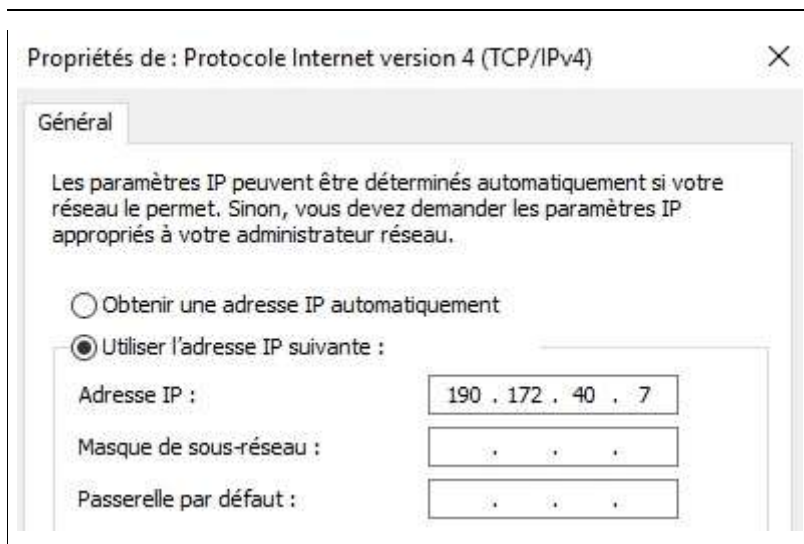 Propriétés de : Protocole Internet version 4 (TCP/IPv4)
Général
Les paramètres IP peuvent être déterminés automatiquement si votre
réseau le permet. Sinon, vous devez demander les paramètres IP
appropriés à votre administrateur réseau.
Obtenir une adresse IP automatiquement
Utiliser l'adresse IP suivante :
Adresse IP : 190 . 172 . 40 . 7
Masque de sous-réseau : . . .
Passerelle par défaut : . . .